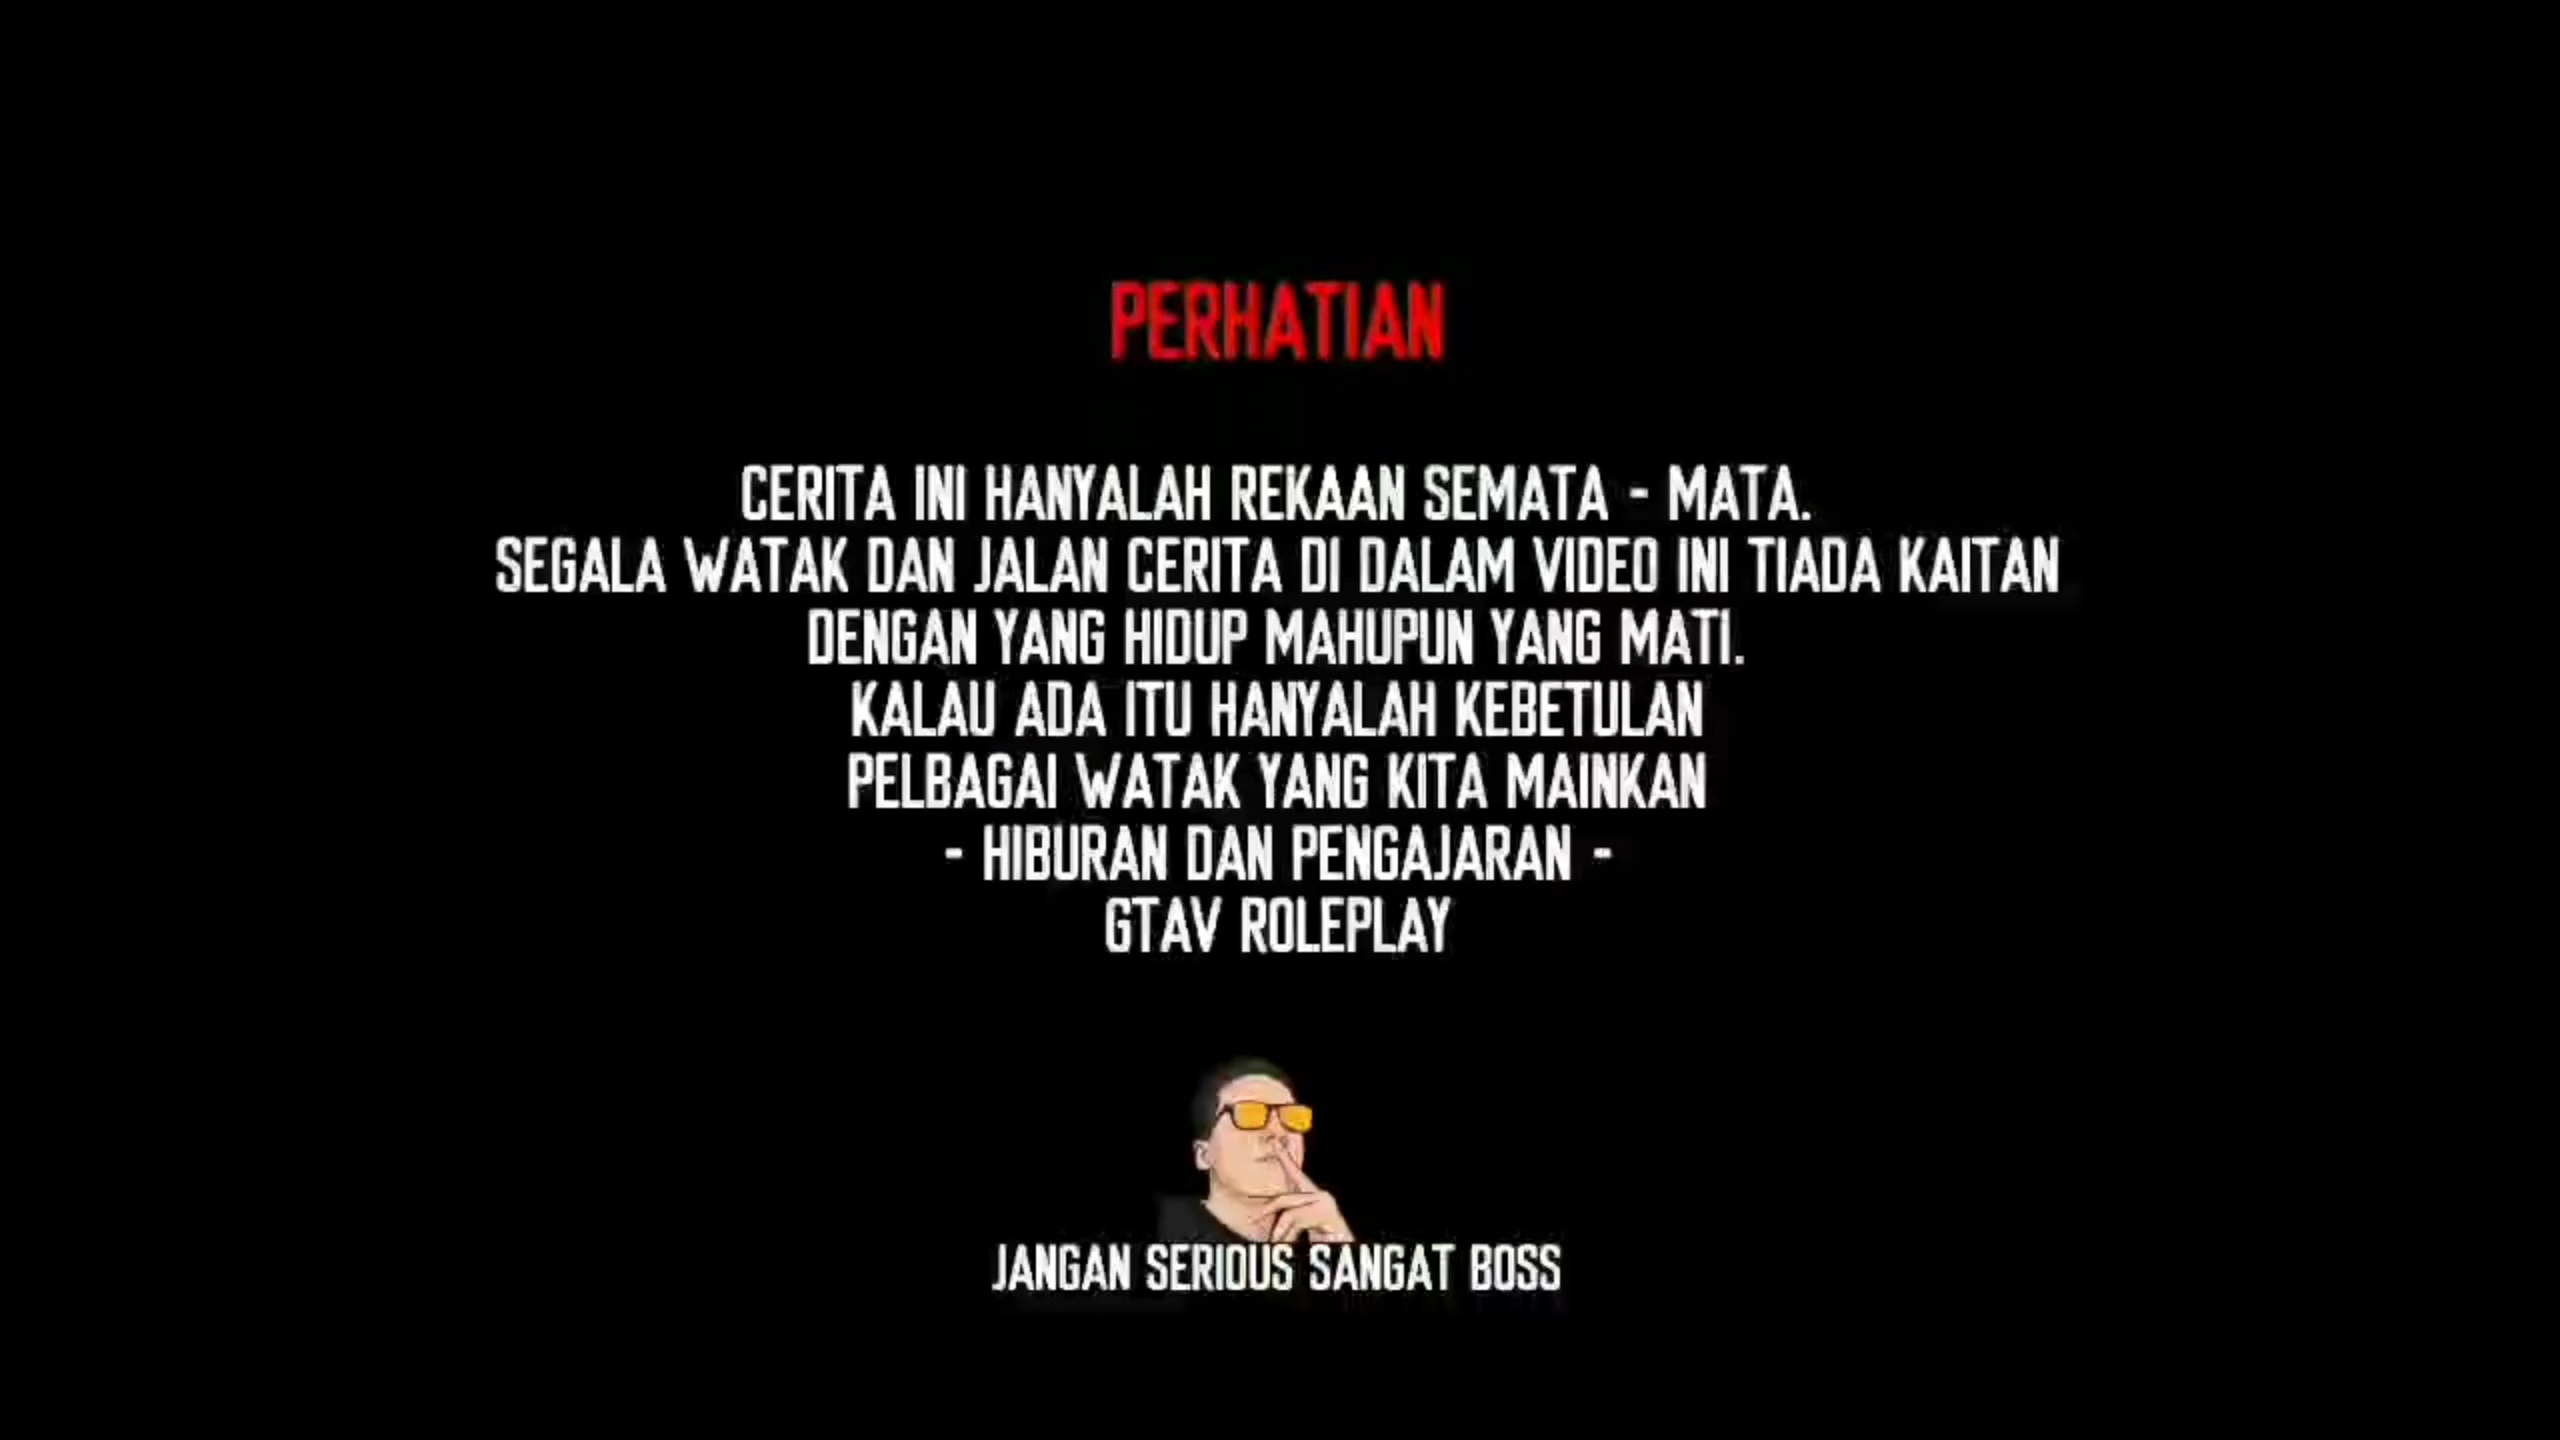 PERHATIAN
CERITA INI HANYALAH REKAAN SEMATA - MATA.
SEGALA WATAK DAN JALAN CERITA DI DALAM VIDEO INI TIADA KAITAN
DENGAN YANG HIDUP MAHUPUN YANG MATI.
KALAU ADA ITU HANYALAH KEBETULAN
PELBAGAI WATAK YANG KITA MAINKAN
- HIBURAN DAN PENGAJARAN -
GTAV ROLEPLAY
JANGAN SERIOUS SANGAT BOSS